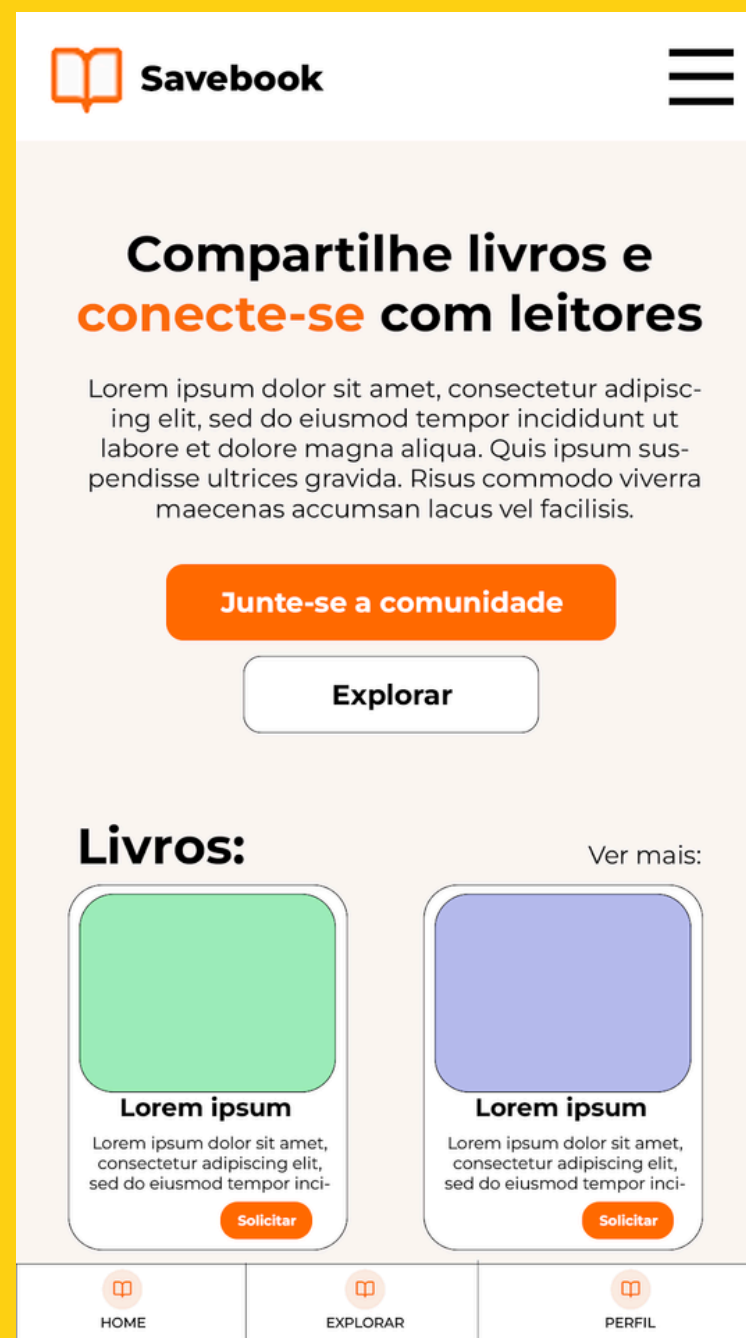 Savebook
Compartilhe livros e
conecte-se com leitores
Lorem ipsum dolor sit amet, consectetur adipisc-
ing elit, sed do eiusmod tempor incididunt ut
labore et dolore magna aliqua. Quis ipsum sus-
pendisse ultrices gravida. Risus commodo viverra
maecenas accumsan lacus vel facilisis.
Junte-se a comunidade
Explorar
Livros:
Ver mais:
Lorem ipsum
Lorem ipsum dolor sit amet,
consectetur adipiscing elit,
sed do eiusmod tempor inci-
Solicitar
Lorem ipsum
Lorem ipsum dolor sit amet,
consectetur adipiscing elit,
sed do eiusmod tempor inci-
Solicitar
HOME
EXPLORAR
PERFIL